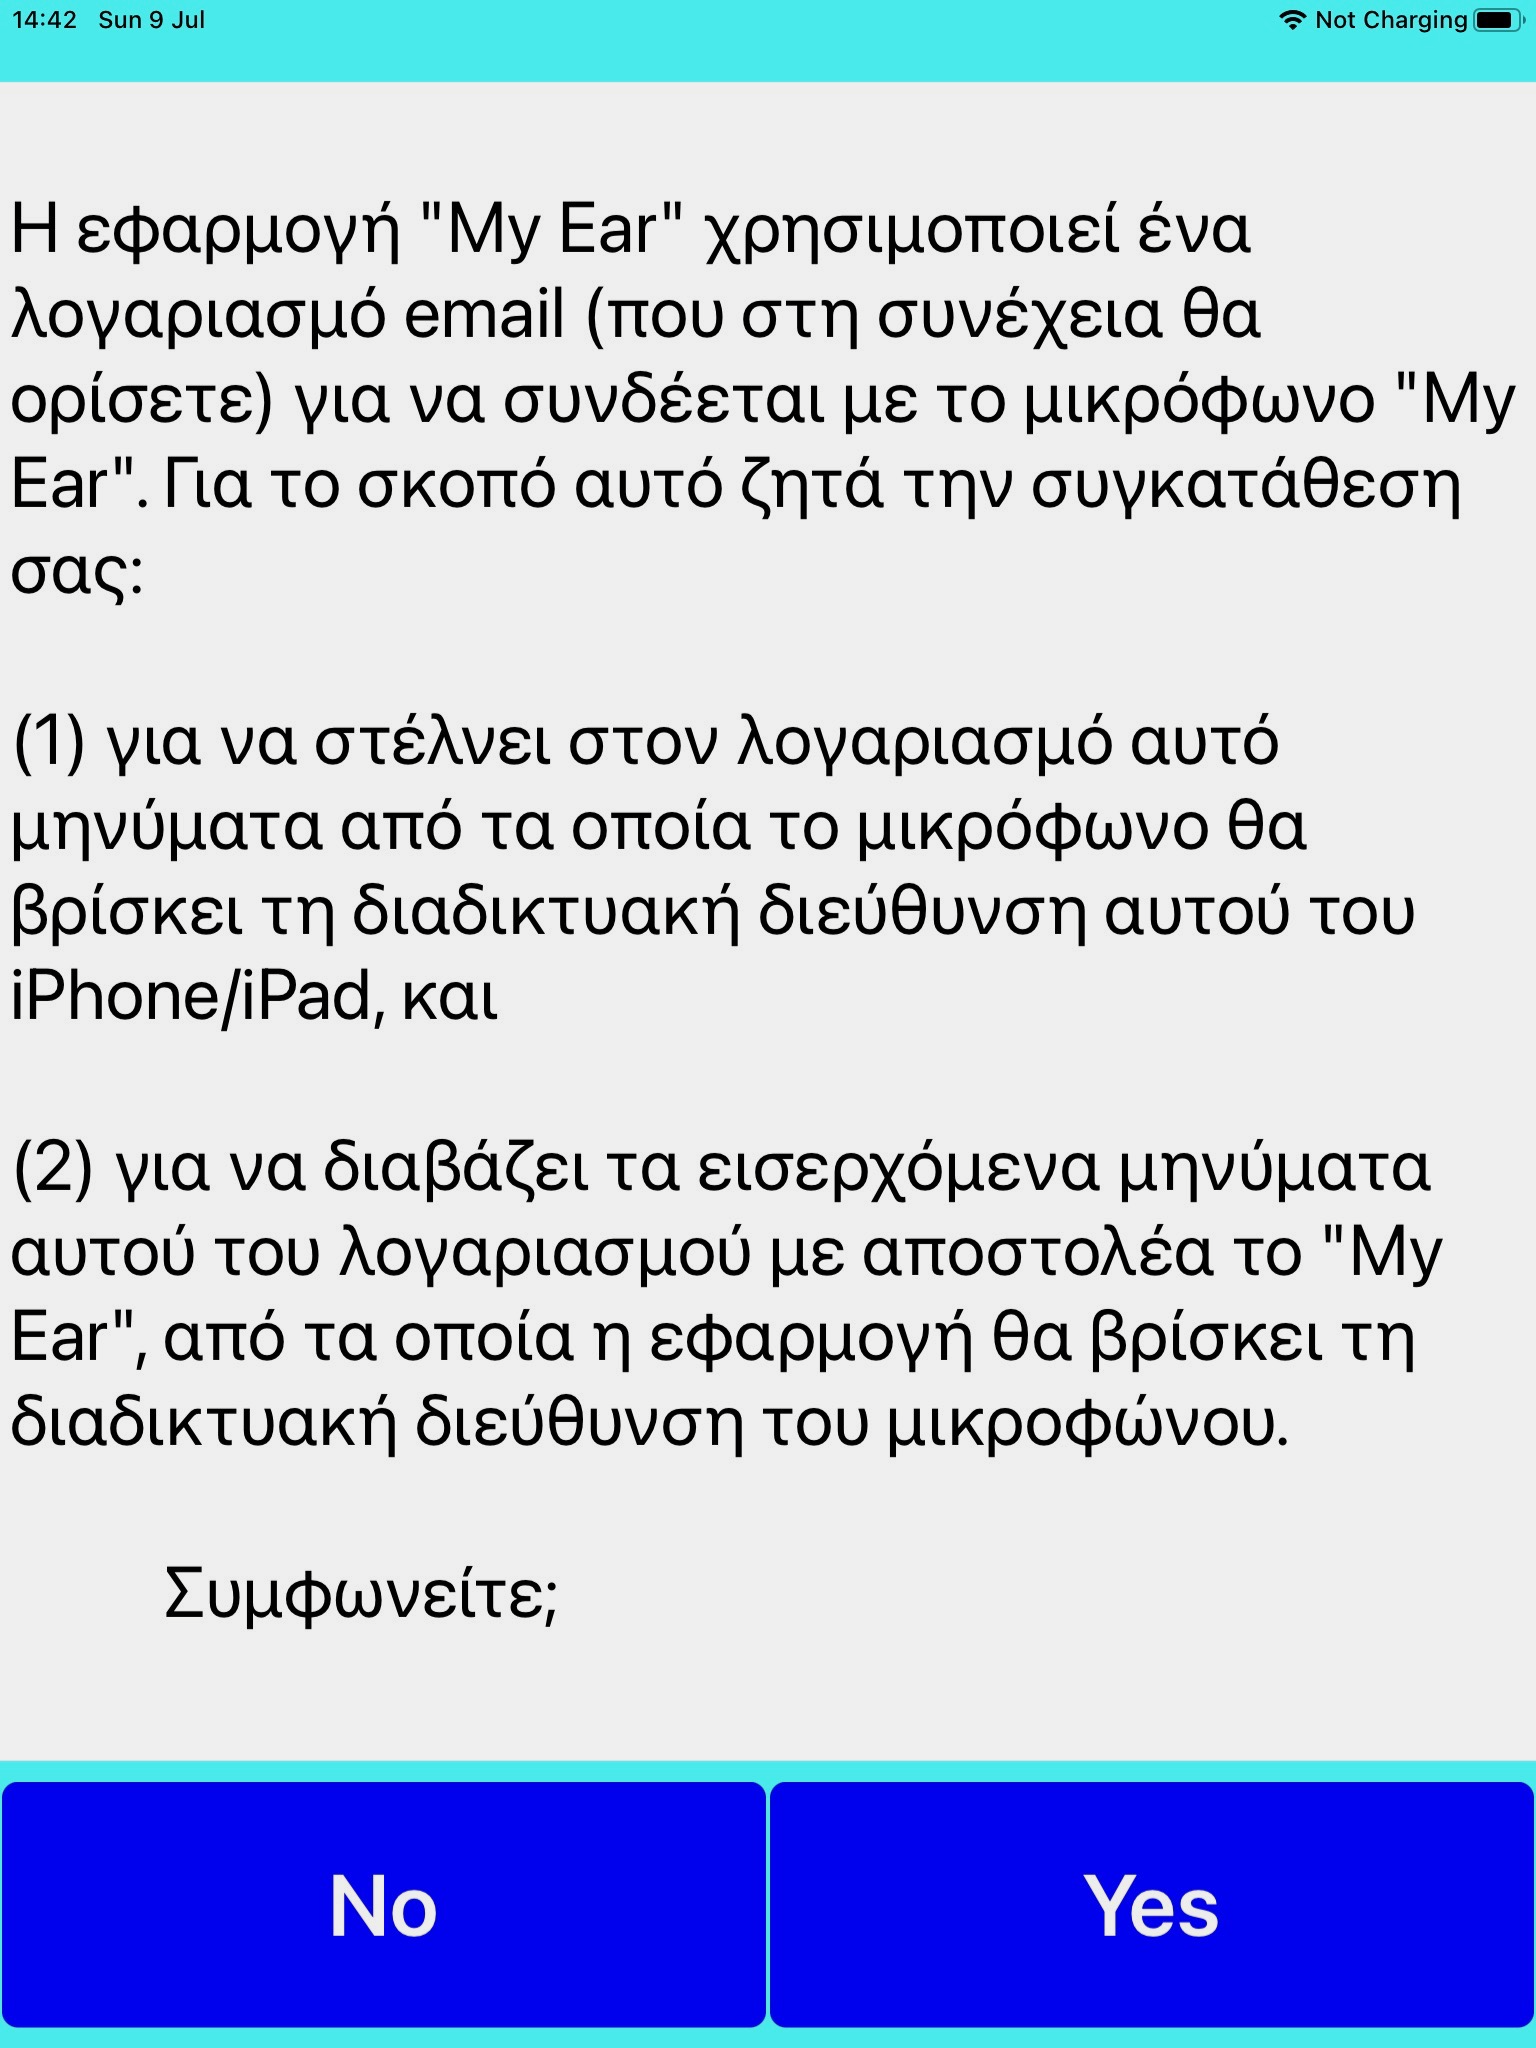 14:42 Sun 9 Jul Not Charging
Η εφαρμογή "My Ear" χρησιμοποιεί ένα
λογαριασμό email (που στη συνέχεια θα
ορίσετε) για να συνδέεται με το μικρόφωνο "My
Ear". Για το σκοπό αυτό ζητά την συγκατάθεση
σας:
(1) για να στέλνει στον λογαριασμό αυτό
μηνύματα από τα οποία το μικρόφωνο θα
βρίσκει τη διαδικτυακή διεύθυνση αυτού του
iPhone/iPad, και
(2) για να διαβάζει τα εισερχόμενα μηνύματα
αυτού του λογαριασμού με αποστολέα το "My
Ear", από τα οποία η εφαρμογή θα βρίσκει τη
διαδικτυακή διεύθυνση του μικροφώνου.
Συμφωνείτε;
No Yes